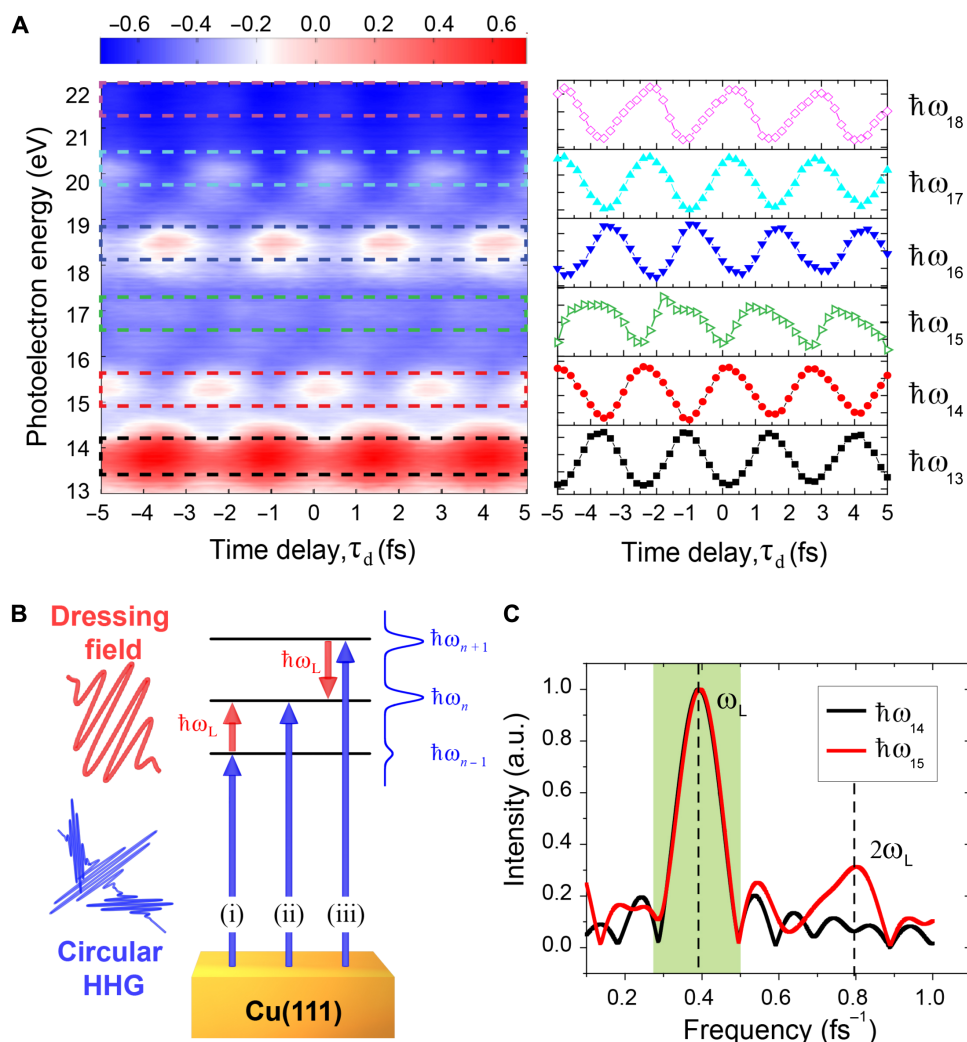 A
−0.6 −0.4 −0.2 0.0 0.2 0.4 0.6
Photoelectron energy (eV)
22
21
20
19
18
17
16
15
14
13
−5 −4 −3 −2 −1 0 1 2 3 4 5
Time delay, τd (fs)
ħω18
ħω17
ħω16
ħω15
ħω14
ħω13
−5 −4 −3 −2 −1 0 1 2 3 4 5
Time delay, τd (fs)
B
Dressing
field
Circular
HHG
ħωL
ħωL
ħωn+1
ħωn
ħωn−1
(i) (ii) (iii)
Cu(111)
C
Intensity (a.u.)
1.0
0.8
0.6
0.4
0.2
0.0
ωL
2ωL
ħω14
ħω15
0.2 0.4 0.6 0.8 1.0
Frequency (fs−1)